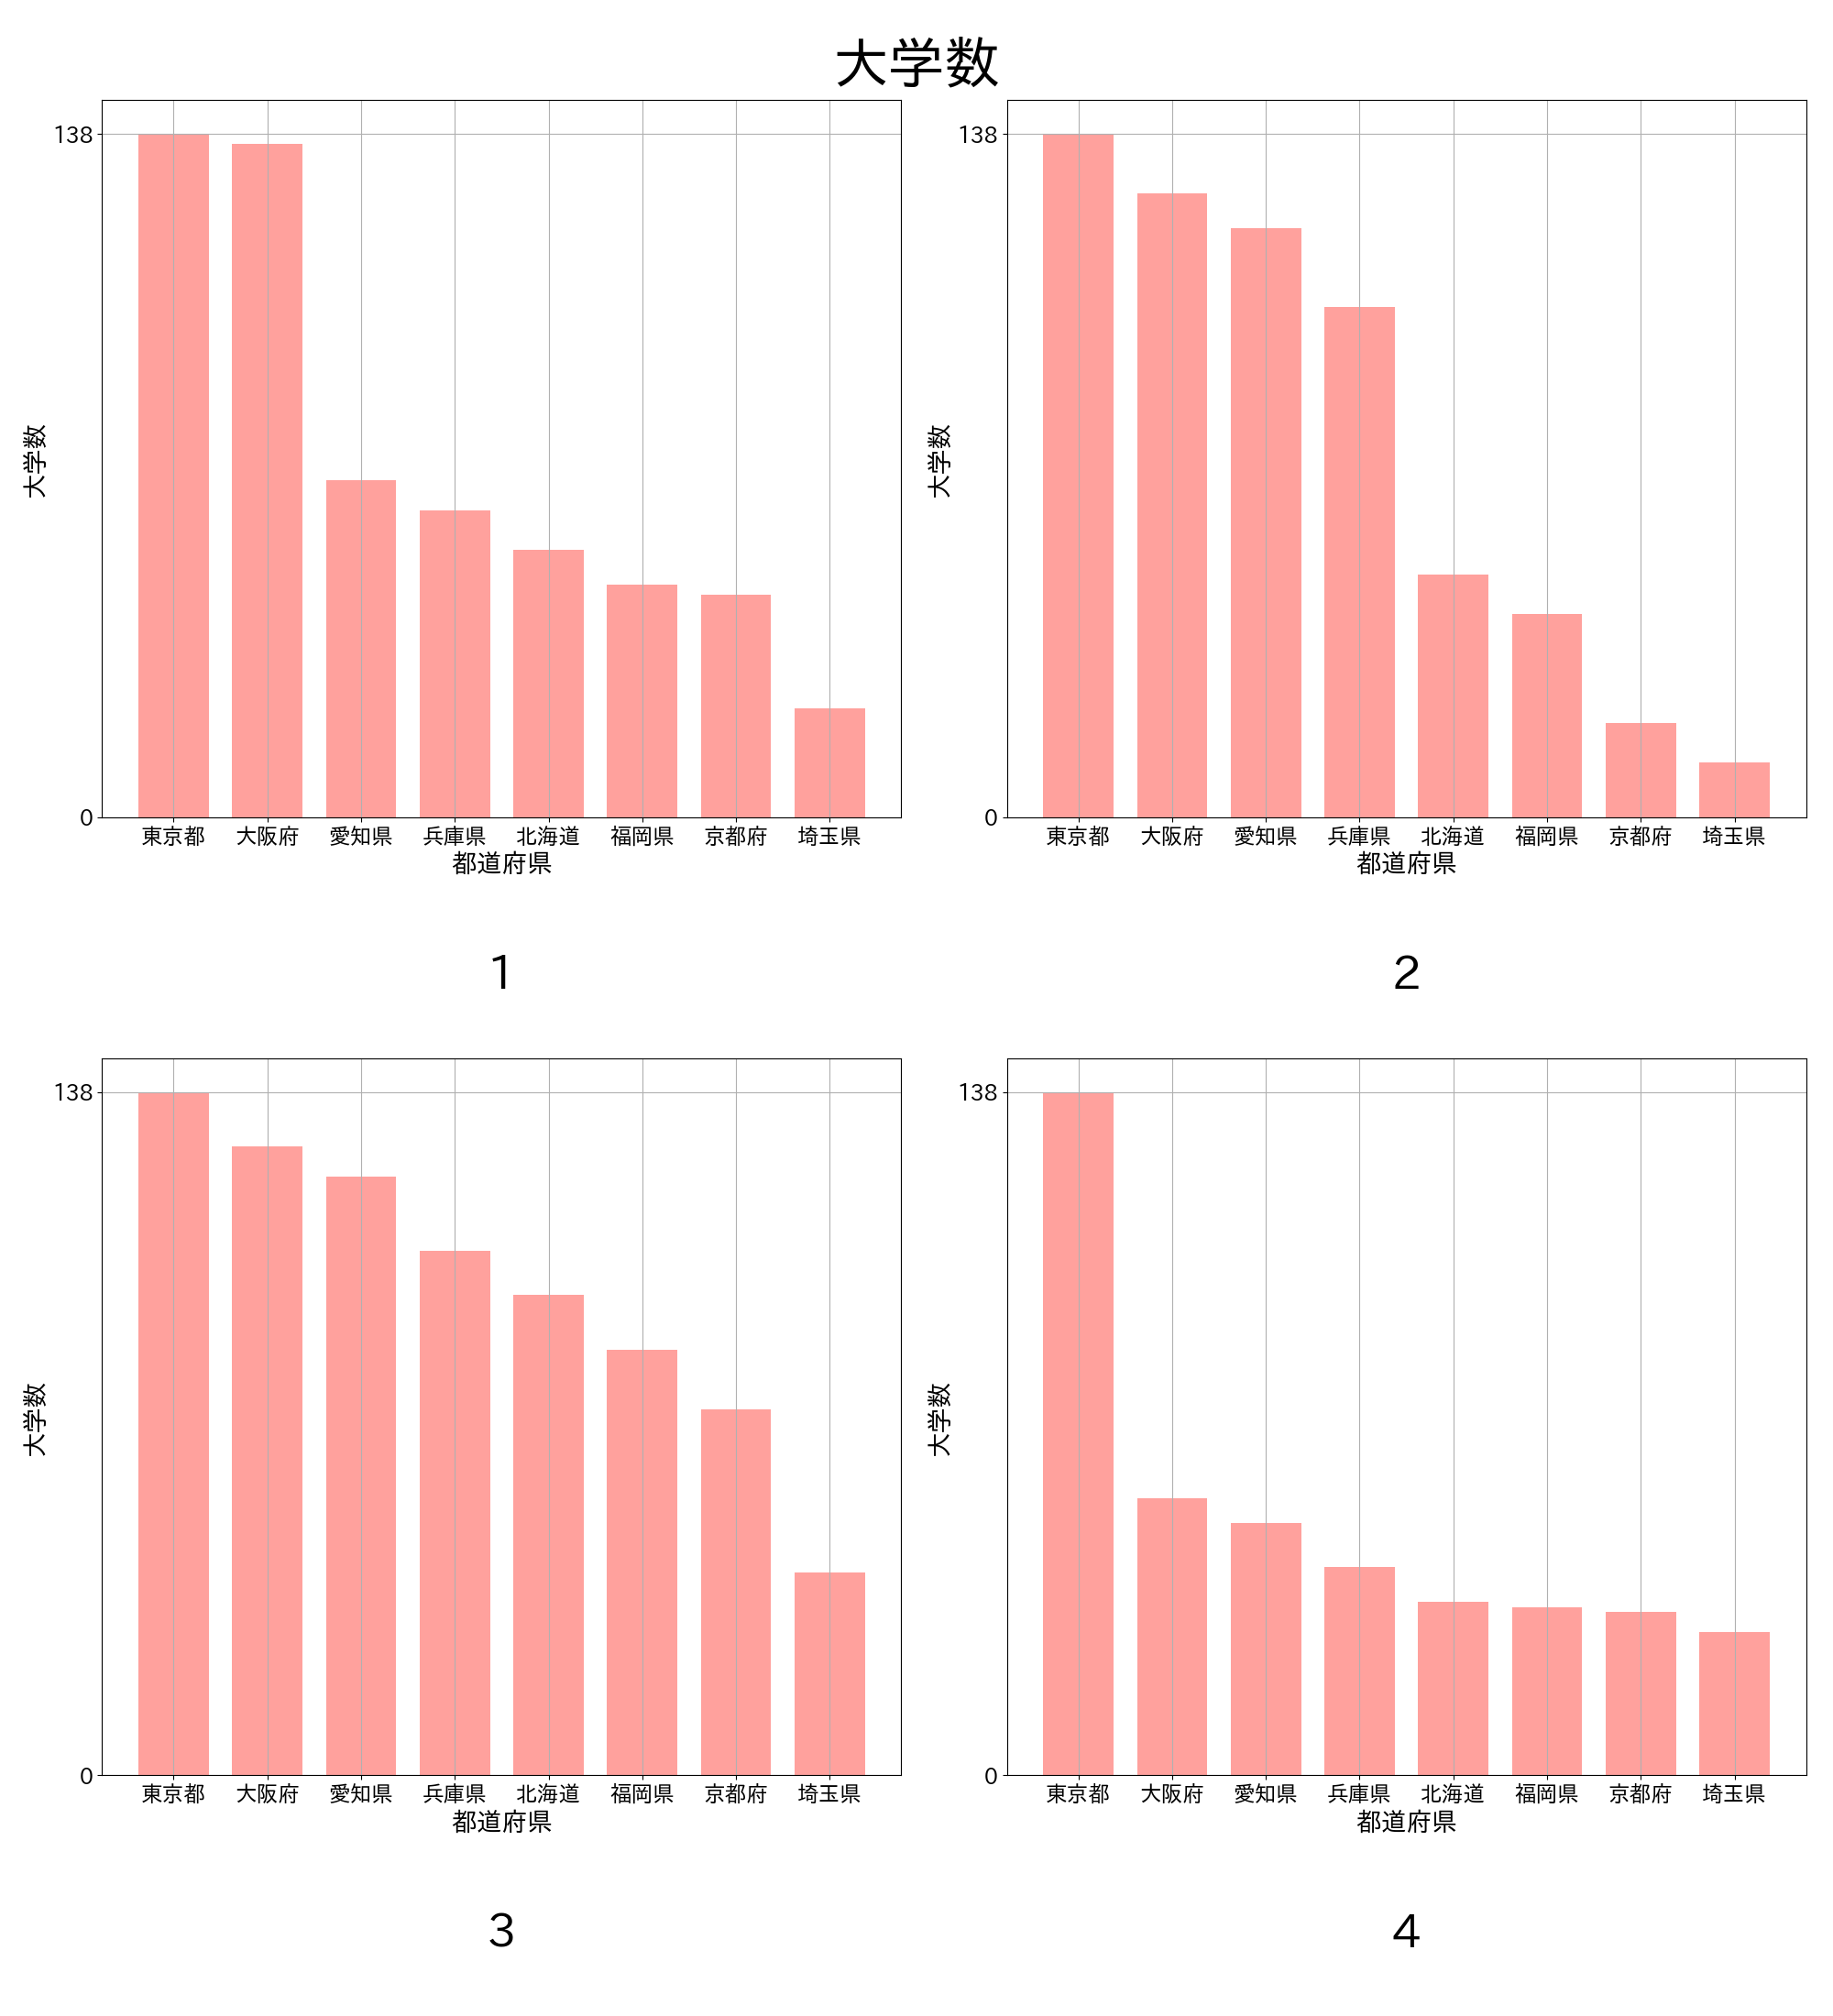 大学数
138
0
大学数
東京都 大阪府 愛知県 兵庫県 北海道 福岡県 京都府 埼玉県
都道府県
1
138
0
大学数
東京都 大阪府 愛知県 兵庫県 北海道 福岡県 京都府 埼玉県
都道府県
2
138
0
大学数
東京都 大阪府 愛知県 兵庫県 北海道 福岡県 京都府 埼玉県
都道府県
3
138
0
大学数
東京都 大阪府 愛知県 兵庫県 北海道 福岡県 京都府 埼玉県
都道府県
4